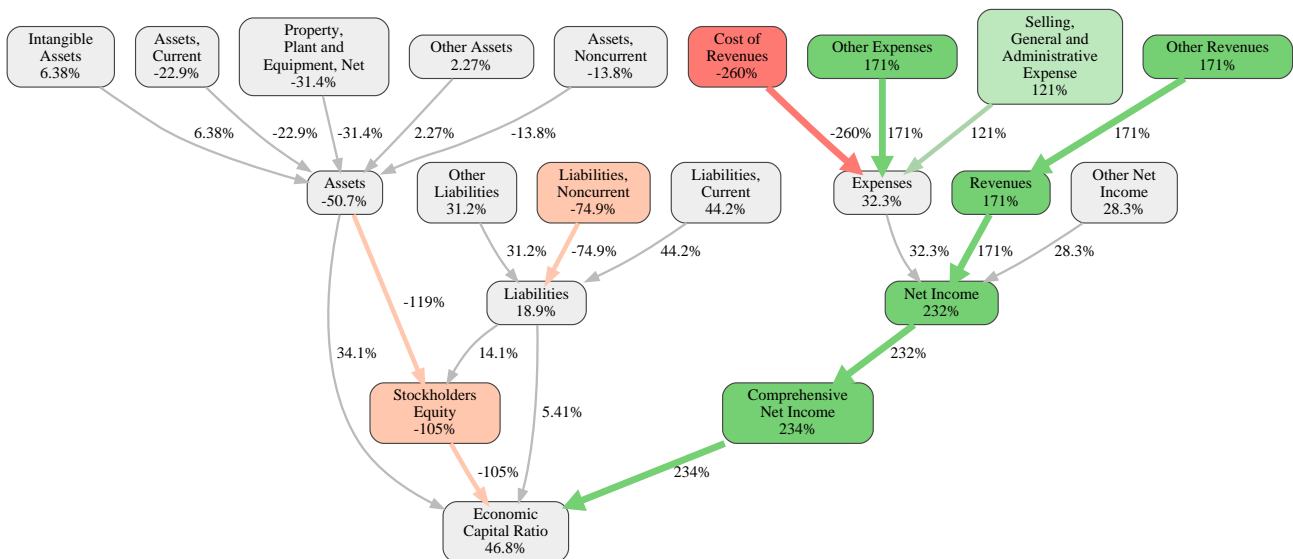 Intangible
Assets
6.38%
Assets,
Current
-22.9%
Property,
Plant and
Equipment, Net
-31.4%
Other Assets
2.27%
Assets,
Noncurrent
-13.8%
Cost of
Revenues
-260%
Other Expenses
171%
Selling,
General and
Administrative
Expense
121%
Other Revenues
171%
6.38%
-22.9%
-31.4%
2.27%
-13.8%
-260%
171%
121%
171%
Assets
-50.7%
Other
Liabilities
31.2%
Liabilities,
Noncurrent
-74.9%
Liabilities,
Current
44.2%
Expenses
32.3%
Revenues
171%
Other Net
Income
28.3%
31.2%
-74.9%
44.2%
32.3%
171%
28.3%
-119%
Liabilities
18.9%
Net Income
232%
34.1%
14.1%
232%
Stockholders
Equity
-105%
5.41%
Comprehensive
Net Income
234%
-105%
234%
Economic
Capital Ratio
46.8%